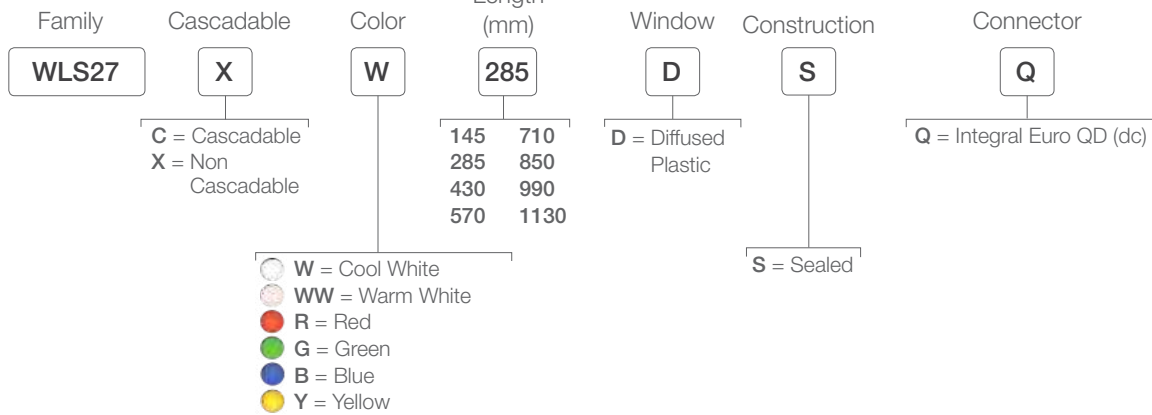 Length
Family Cascadable Color (mm) Window Construction Connector
WLS27 X W 285 D S Q
C = Cascadable
X = Non
Cascadable
145 710
285 850
430 990
570 1130
D = Diffused
Plastic
Q = Integral Euro QD (dc)
S = Sealed
W = Cool White
WW = Warm White
R = Red
G = Green
B = Blue
Y = Yellow